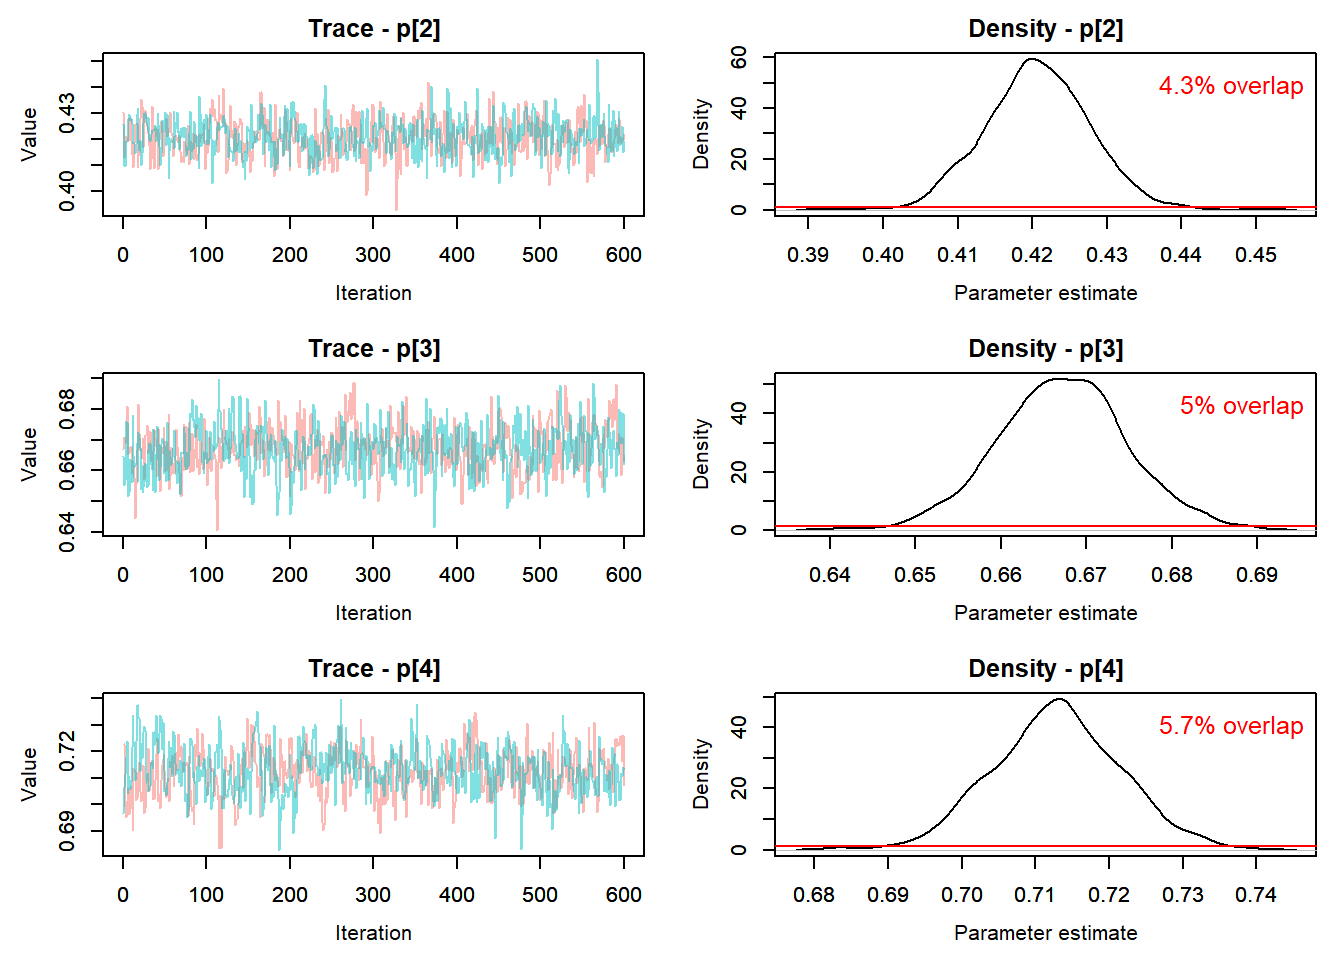 Trace - p[2]
Value
0.40 0.43
0 100 200 300 400 500 600
Iteration
Density - p[2]
4.3% overlap
Density
0 20 40 60
0.39 0.40 0.41 0.42 0.43 0.44 0.45
Parameter estimate
Trace - p[3]
Value
0.64 0.66 0.68
0 100 200 300 400 500 600
Iteration
Density - p[3]
5% overlap
Density
0 20 40
0.64 0.65 0.66 0.67 0.68 0.69
Parameter estimate
Trace - p[4]
Value
0.69 0.72
0 100 200 300 400 500 600
Iteration
Density - p[4]
5.7% overlap
Density
0 20 40
0.68 0.69 0.70 0.71 0.72 0.73 0.74
Parameter estimate